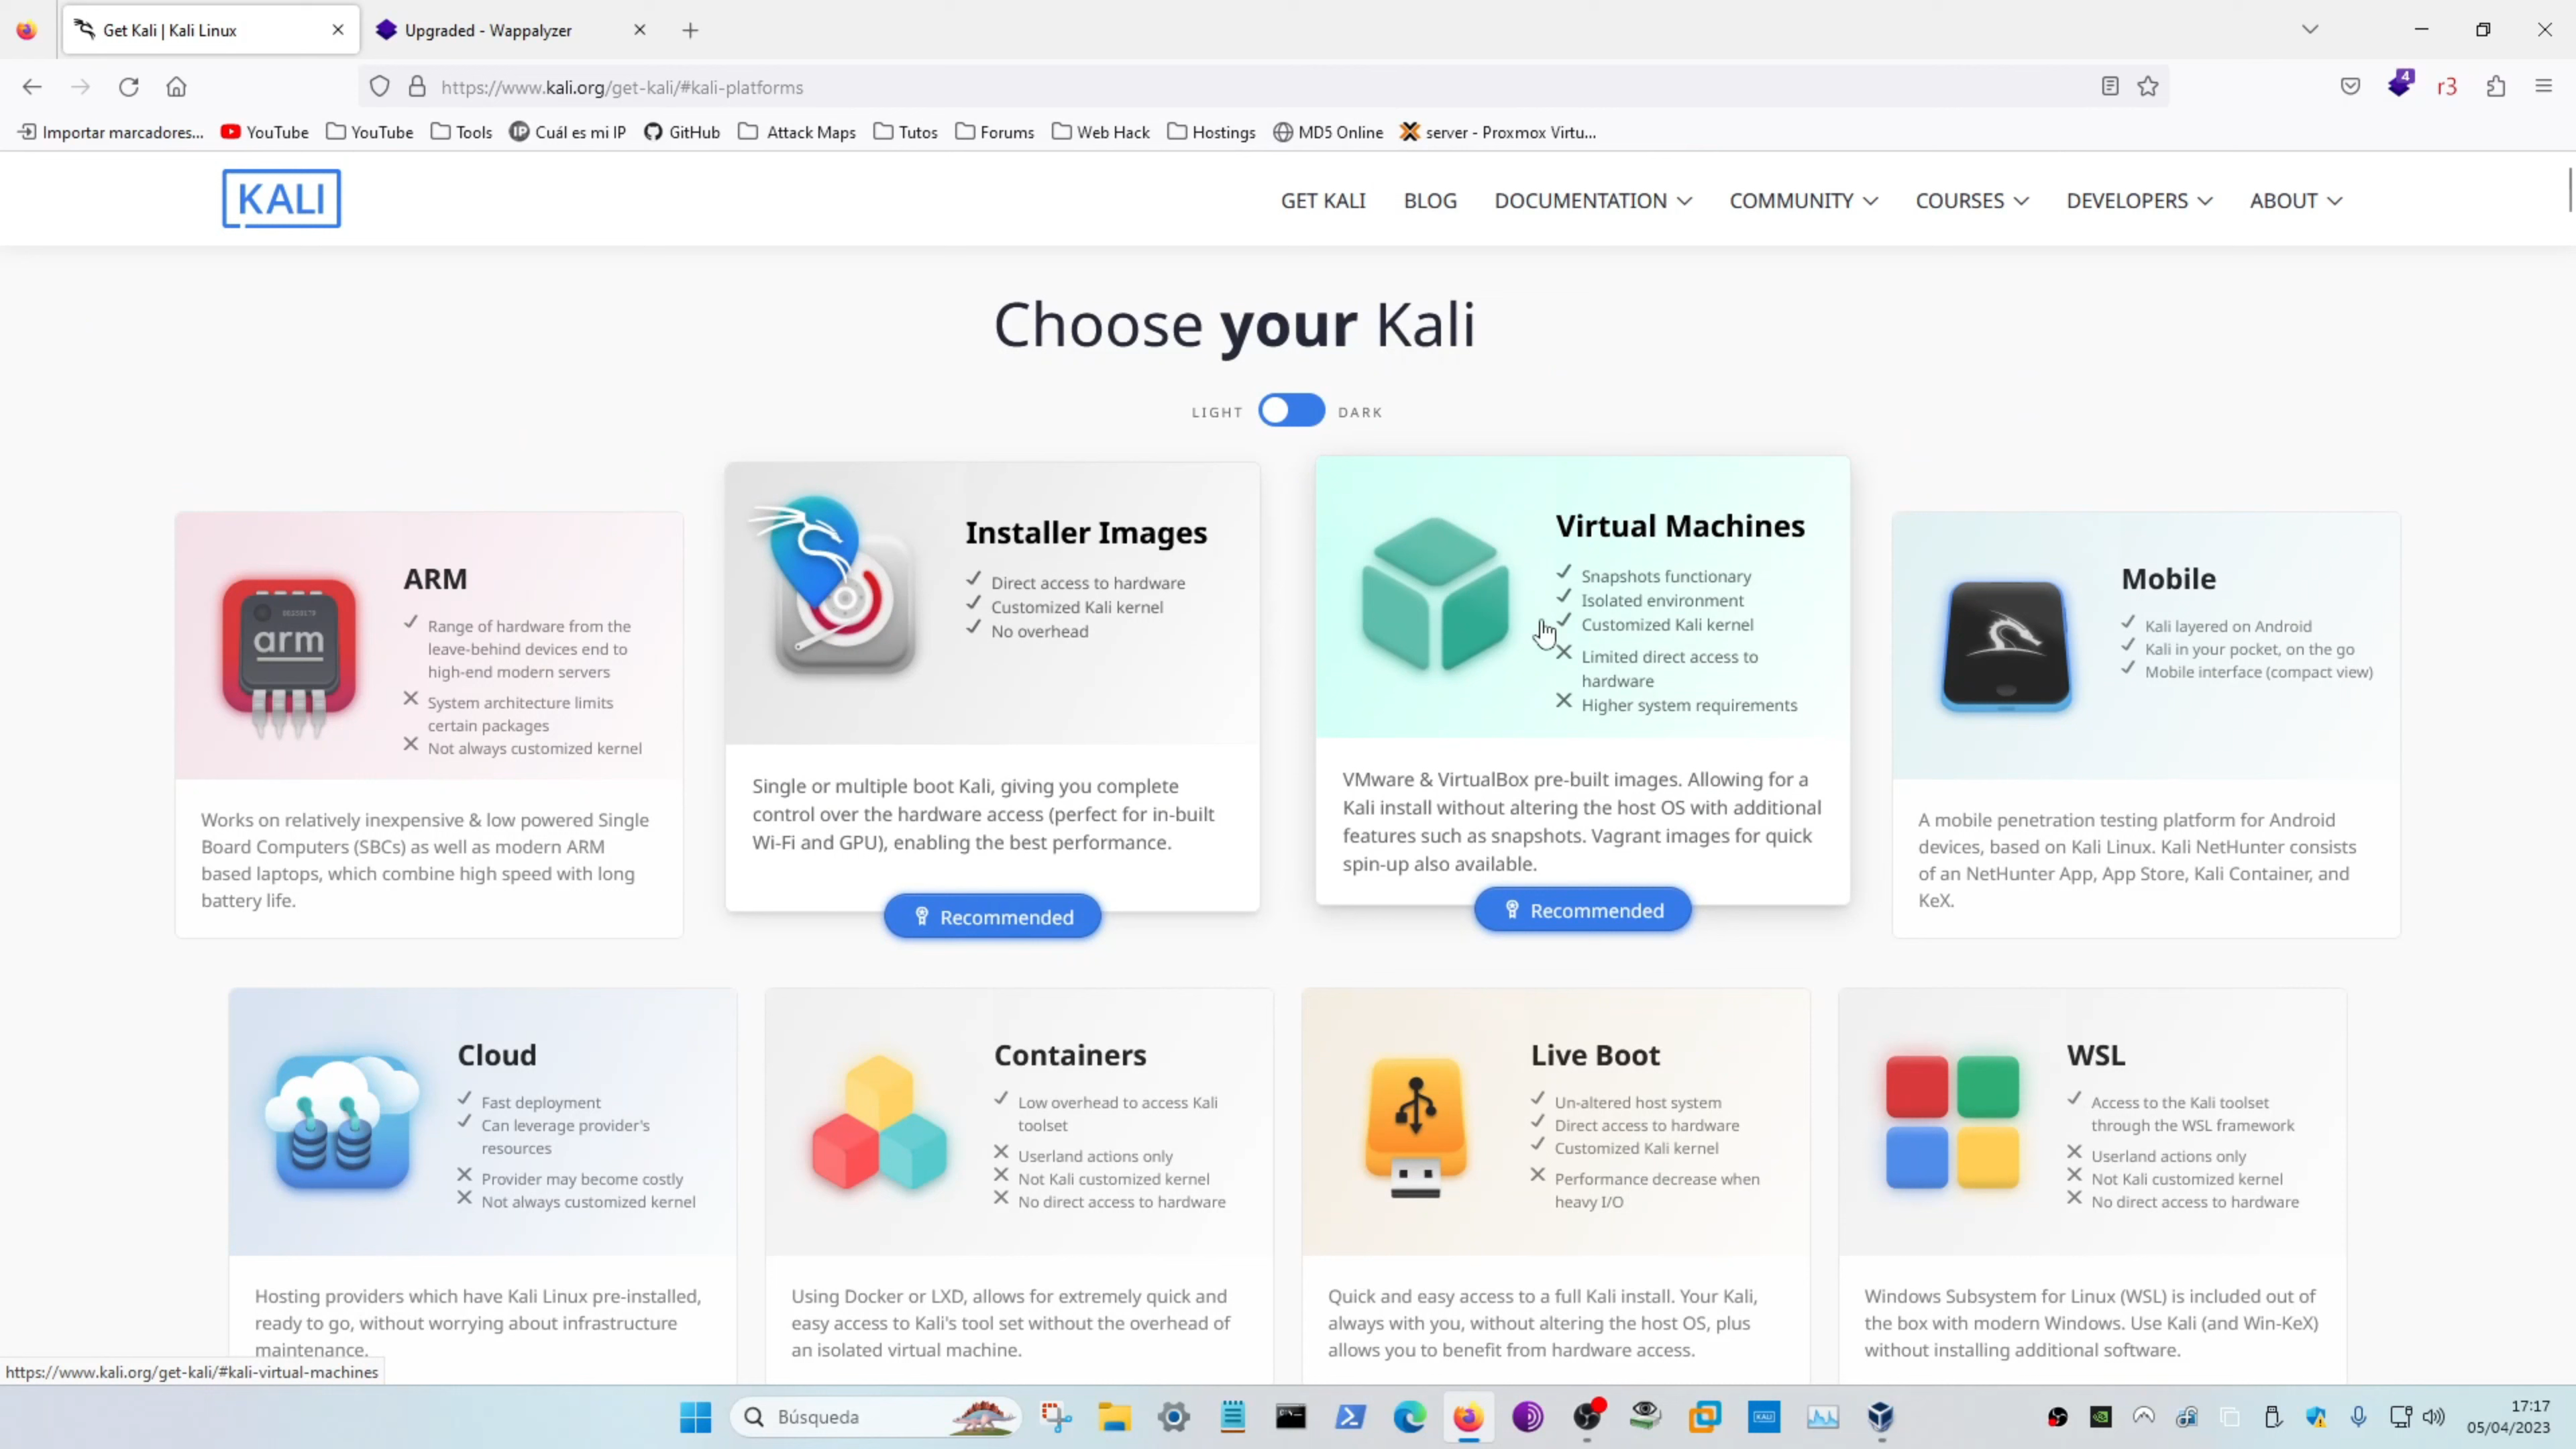 Get Kali | Kali Linux
Upgraded - Wappalyzer
https://www.kali.org/get-kali/#kali-platforms
4
r3
Importar marcadores...
YouTube
YouTube
Tools
Cuál es mi IP
GitHub
Attack Maps
Tutos
Forums
Web Hack
Hostings
MD5 Online
server - Proxmox Virtu...
KALI
GET KALI
BLOG
DOCUMENTATION
COMMUNITY
COURSES
DEVELOPERS
ABOUT
Choose your Kali
LIGHT
DARK
arm
ARM
Range of hardware from the
leave-behind devices end to
high-end modern servers
System architecture limits
certain packages
Not always customized kernel
Works on relatively inexpensive & low powered Single
Board Computers (SBCs) as well as modern ARM
based laptops, which combine high speed with long
battery life.
Installer Images
Direct access to hardware
Customized Kali kernel
No overhead
Single or multiple boot Kali, giving you complete
control over the hardware access (perfect for in-built
Wi-Fi and GPU), enabling the best performance.
Recommended
Virtual Machines
Snapshots functionary
Isolated environment
Customized Kali kernel
Limited direct access to
hardware
Higher system requirements
VMware & VirtualBox pre-built images. Allowing for a
Kali install without altering the host OS with additional
features such as snapshots. Vagrant images for quick
spin-up also available.
Recommended
Mobile
Kali layered on Android
Kali in your pocket, on the go
Mobile interface (compact view)
A mobile penetration testing platform for Android
devices, based on Kali Linux. Kali NetHunter consists
of an NetHunter App, App Store, Kali Container, and
KeX.
Cloud
Fast deployment
Can leverage provider's
resources
Provider may become costly
Not always customized kernel
Hosting providers which have Kali Linux pre-installed,
ready to go, without worrying about infrastructure
maintenance.
Containers
Low overhead to access Kali
toolset
Userland actions only
Not Kali customized kernel
No direct access to hardware
Using Docker or LXD, allows for extremely quick and
easy access to Kali's tool set without the overhead of
an isolated virtual machine.
Live Boot
Un-altered host system
Direct access to hardware
Customized Kali kernel
Performance decrease when
heavy I/O
Quick and easy access to a full Kali install. Your Kali,
always with you, without altering the host OS, plus
allows you to benefit from hardware access.
WSL
Access to the Kali toolset
through the WSL framework
Userland actions only
Not Kali customized kernel
No direct access to hardware
Windows Subsystem for Linux (WSL) is included out of
the box with modern Windows. Use Kali (and Win-KeX)
without installing additional software.
https://www.kali.org/get-kali/#kali-virtual-machines
Búsqueda
KALI
17:17
05/04/2023